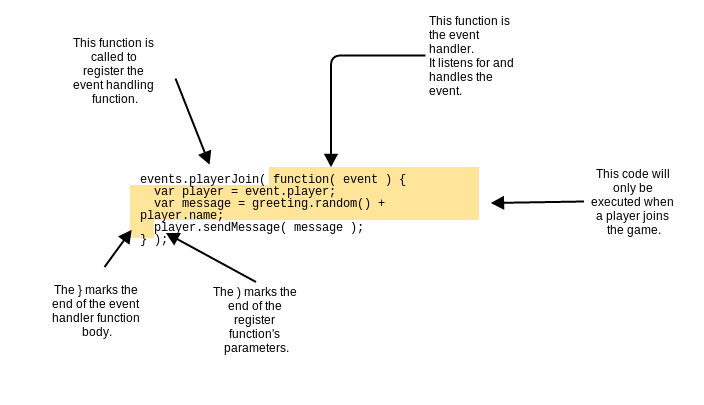 This function is
the event
handler.
It listens for and
handles the
event.
This function is
called to
register the
event handling
function.
events.playerJoin( function( event ) {
  var player = event.player;
  var message = greeting.random() +
player.name;
  player.sendMessage( message );
} );
This code will
only be
executed when
a player joins
the game.
The } marks the
end of the event
handler function
body.
The ) marks the
end of the
register
function's
parameters.